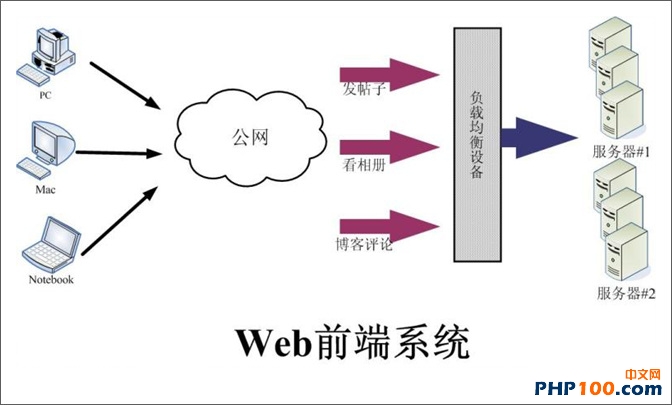 PC
Mac
Notebook
公网
发帖子
看相册
博客评论
负载均衡设备
服务器#1
服务器#2
Web前端系统
中文网
PHP100.com